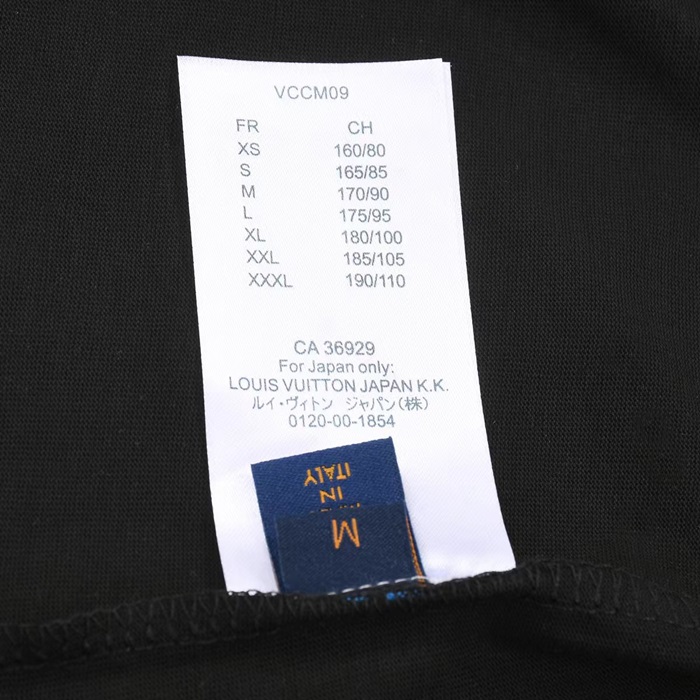 VCCM09
FR CH
XS 160/80
S 165/85
M 170/90
L 175/95
XL 180/100
XXL 185/105
XXXL 190/110
CA 36929
For Japan only:
LOUIS VUITTON JAPAN K.K.
ルイ・ヴィトン ジャパン(株)
0120-00-1854
IN
ITALY
M